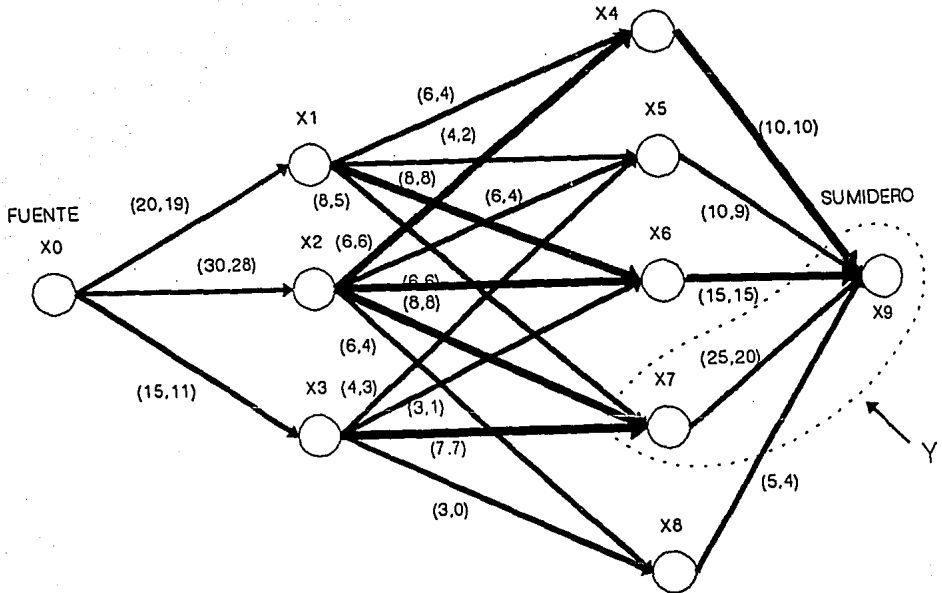 X4
(6,4)
X1
X5
(4,2)
(10,10)
(8,8)
(6,4)
(8,5)
SUMIDERO
FUENTE
(20,19)
(10,9)
X0
X2
(6,6)
X6
(30,28)
(6,6)
(8,8)
(15,15)
X9
(6,4)
(25,20)
X7
X3
(4,3)
(15,11)
(3,1)
(7.7)
Y
(5,4)
(3,0)
X8